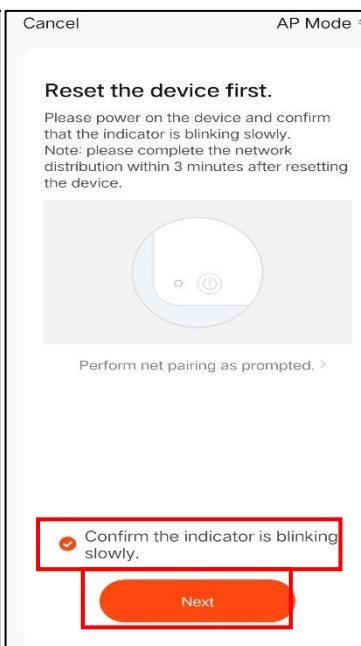 Cancel AP Mode
Reset the device first.
Please power on the device and confirm
that the indicator is blinking slowly.
Note: please complete the network
distribution within 3 minutes after resetting
the device.
Perform net pairing as prompted. >
Confirm the indicator is blinking
slowly.
Next